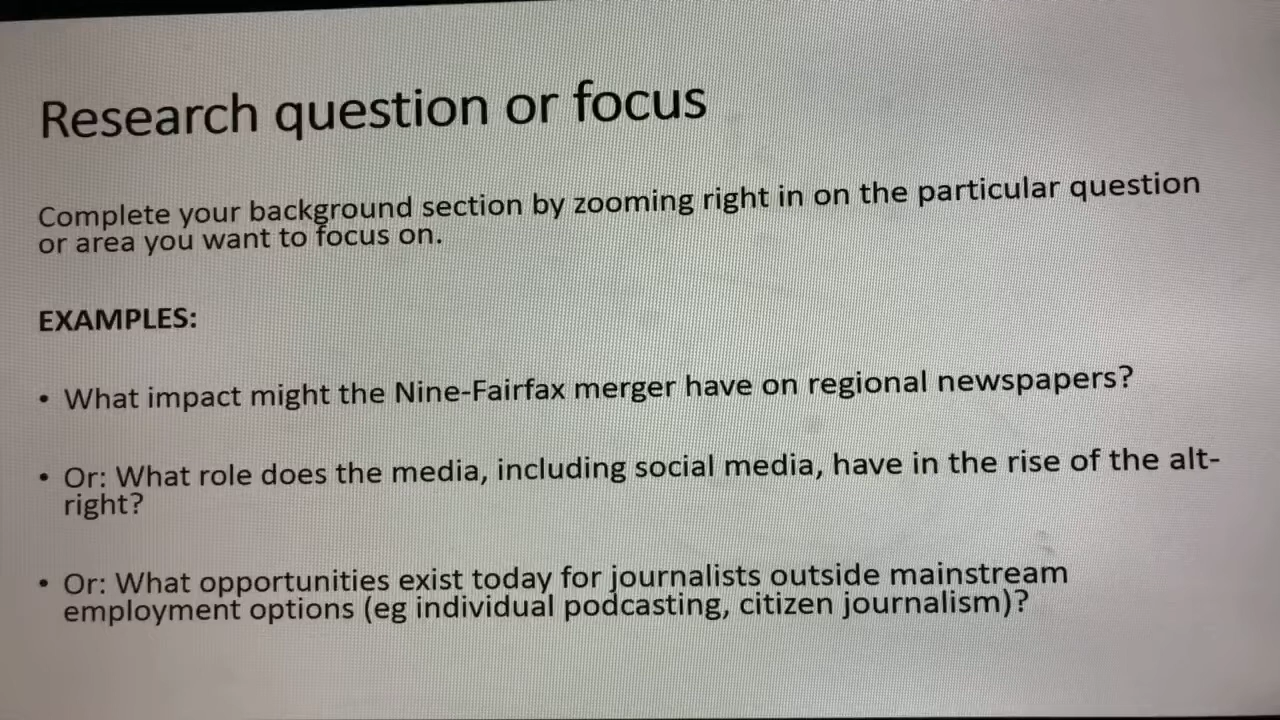 Research question or focus
Complete your background section by zooming right in on the particular question
or area you want to focus on.
EXAMPLES:
• What impact might the Nine-Fairfax merger have on regional newspapers?
• Or: What role does the media, including social media, have in the rise of the alt-
right?
• Or: What opportunities exist today for journalists outside mainstream
employment options (eg individual podcasting, citizen journalism)?